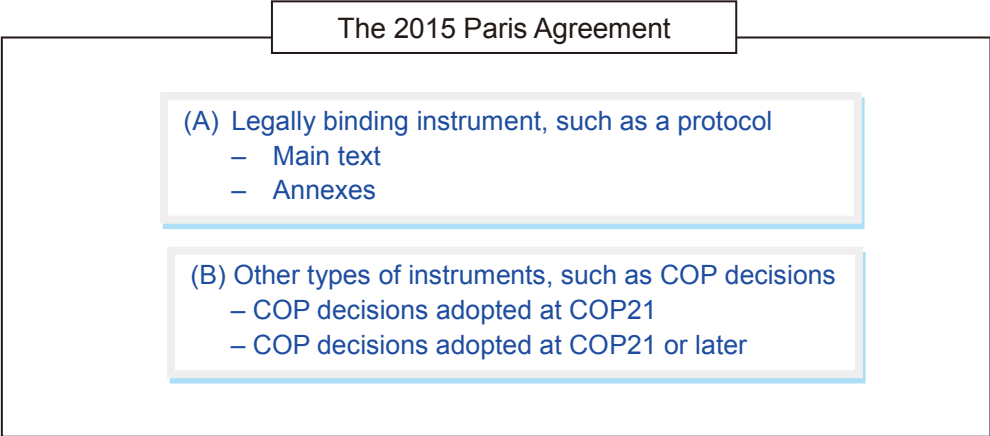 The 2015 Paris Agreement
(A) Legally binding instrument, such as a protocol
– Main text
– Annexes
(B) Other types of instruments, such as COP decisions
– COP decisions adopted at COP21
– COP decisions adopted at COP21 or later